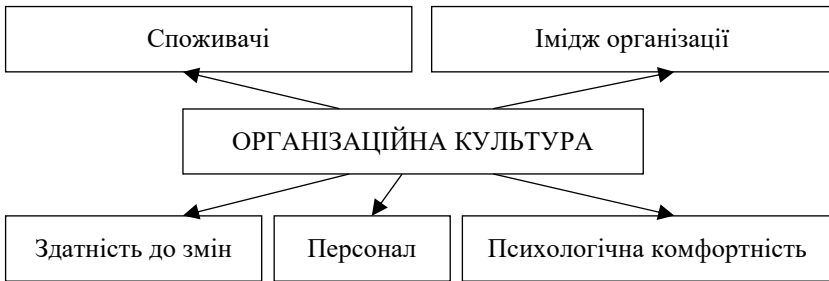 Споживачі
Імідж організації
ОРГАНІЗАЦІЙНА КУЛЬТУРА
Здатність до змін
Персонал
Психологічна комфортність